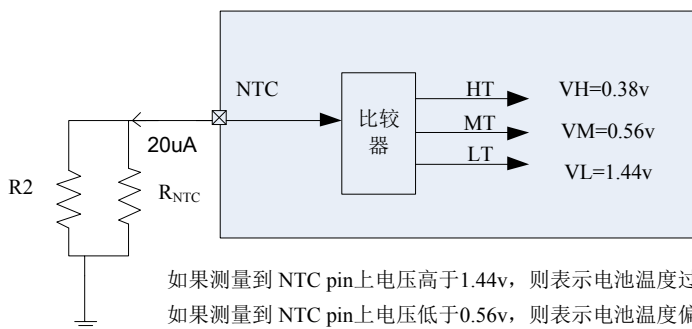 NTC
HT
VH=0.38v
比较
器
MT
VM=0.56v
20uA
LT
VL=1.44v
R2
RNTC
如果测量到 NTC pin上电压高于1.44v，则表示电池温度过
如果测量到 NTC pin上电压低于0.56v，则表示电池温度偏